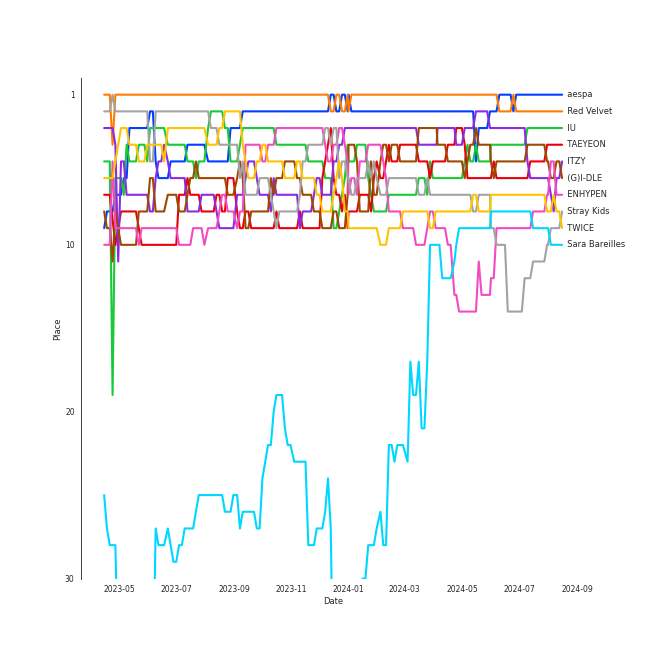 1
10
20
30
Place
2023-05
2023-07
2023-09
2023-11
2024-01
2024-03
2024-05
2024-07
2024-09
Date
aespa
Red Velvet
IU
TAEYEON
ITZY
(G)I-DLE
ENHYPEN
Stray Kids
TWICE
Sara Bareilles